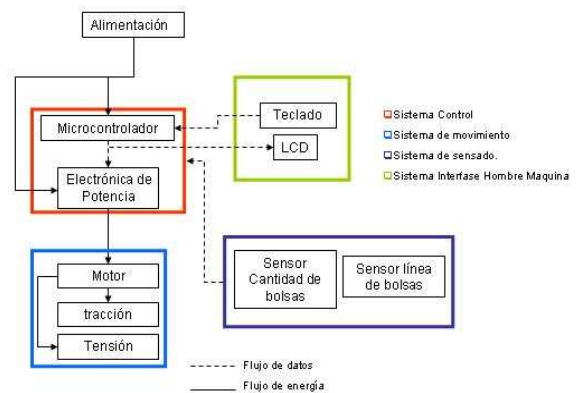 Alimentación
Microcontrolador
Electrónica de
Potencia
Teclado
LCD
Sistema Control
Sistema de movimiento
Sistema de sensado.
Sistema Interfase Hombre Maquina
Motor
tracción
Tensión
Sensor
Cantidad de
bolsas
Sensor línea
de bolsas
Flujo de datos
Flujo de energía